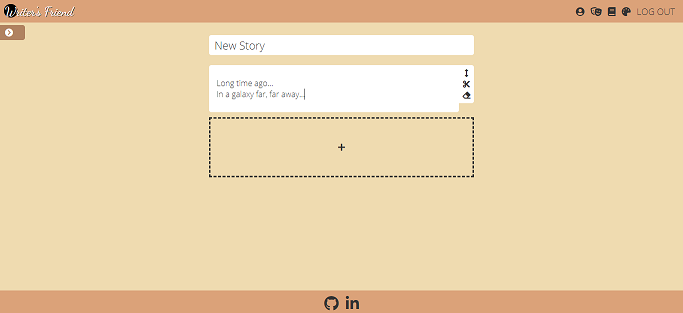 Writer's Friend
LOG OUT
New Story
Long time ago...
In a galaxy far, far away...
+
in